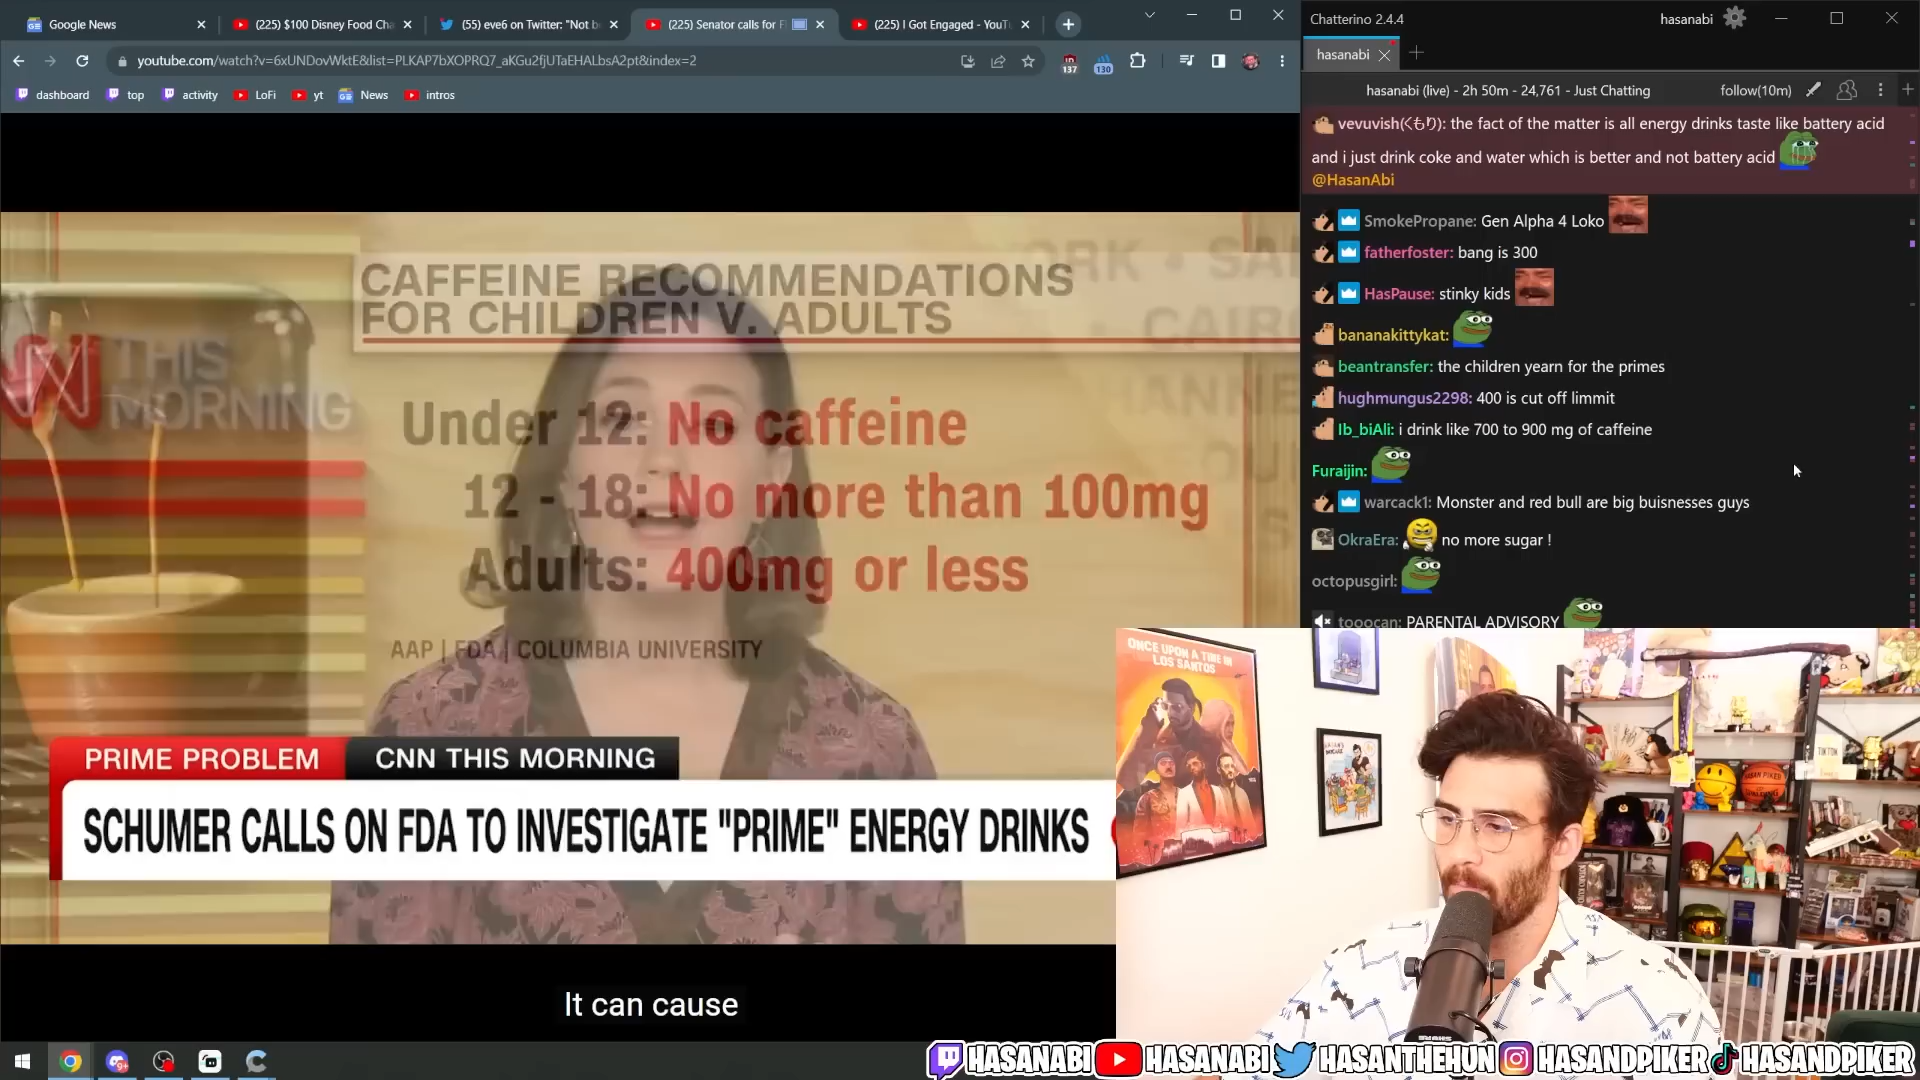 Google News
(225) $100 Disney Food Cha
(55) eve6 on Twitter: "Not b
(225) Senator calls for F
(225) I Got Engaged - YouTu
youtube.com/watch?v=6xUNDovWktE&list=PLKAP7bXOPRQ7_aKGu2fjUTaEHALbsA2pt&index=2
137
130
dashboard
top
activity
LoFi
yt
News
intros
CAFFEINE RECOMMENDATIONS
FOR CHILDREN V. ADULTS
THIS
MORNING
Under 12: No caffeine
12 - 18: No more than 100mg
Adults: 400mg or less
AAP | FDA | COLUMBIA UNIVERSITY
PRIME PROBLEM
CNN THIS MORNING
SCHUMER CALLS ON FDA TO INVESTIGATE "PRIME" ENERGY DRINKS
It can cause
Chatterino 2.4.4
hasanabi
hasanabi
hasanabi (live) - 2h 50m - 24,761 - Just Chatting
follow(10m)
vevuvish(くもり): the fact of the matter is all energy drinks taste like battery acid
and i just drink coke and water which is better and not battery acid
@HasanAbi
SmokePropane: Gen Alpha 4 Loko
fatherfoster: bang is 300
HasPause: stinky kids
bananakittykat:
beantransfer: the children yearn for the primes
hughmungus2298: 400 is cut off limmit
Ib_biAli: i drink like 700 to 900 mg of caffeine
Furaijin:
warcack1: Monster and red bull are big buisnesses guys
OkraEra: no more sugar !
octopusgirl:
tooocan: PARENTAL ADVISORY
ONCE UPON A TIME IN
LOS SANTOS
HASANABI
HASANABI
HASANTHEHUN
HASANDPIKER
HASANDPIKER